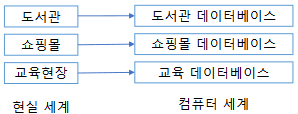 도서관 도서관 데이터베이스
쇼핑몰 쇼핑몰 데이터베이스
교육현장 교육 데이터베이스
현실 세계 컴퓨터 세계